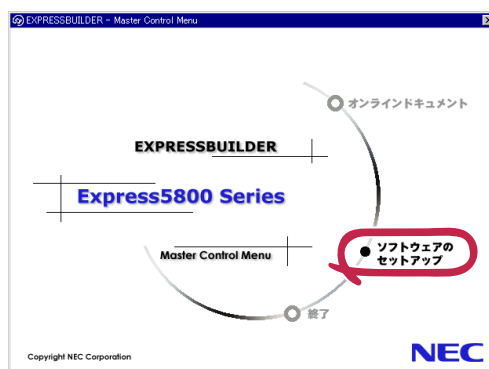 EXPRESSBUILDER - Master Control Menu
オンラインドキュメント
EXPRESSBUILDER
Express5800 Series
ソフトウェアの
セットアップ
Master Control Menu
終了
Copyright NEC Corporation
NEC